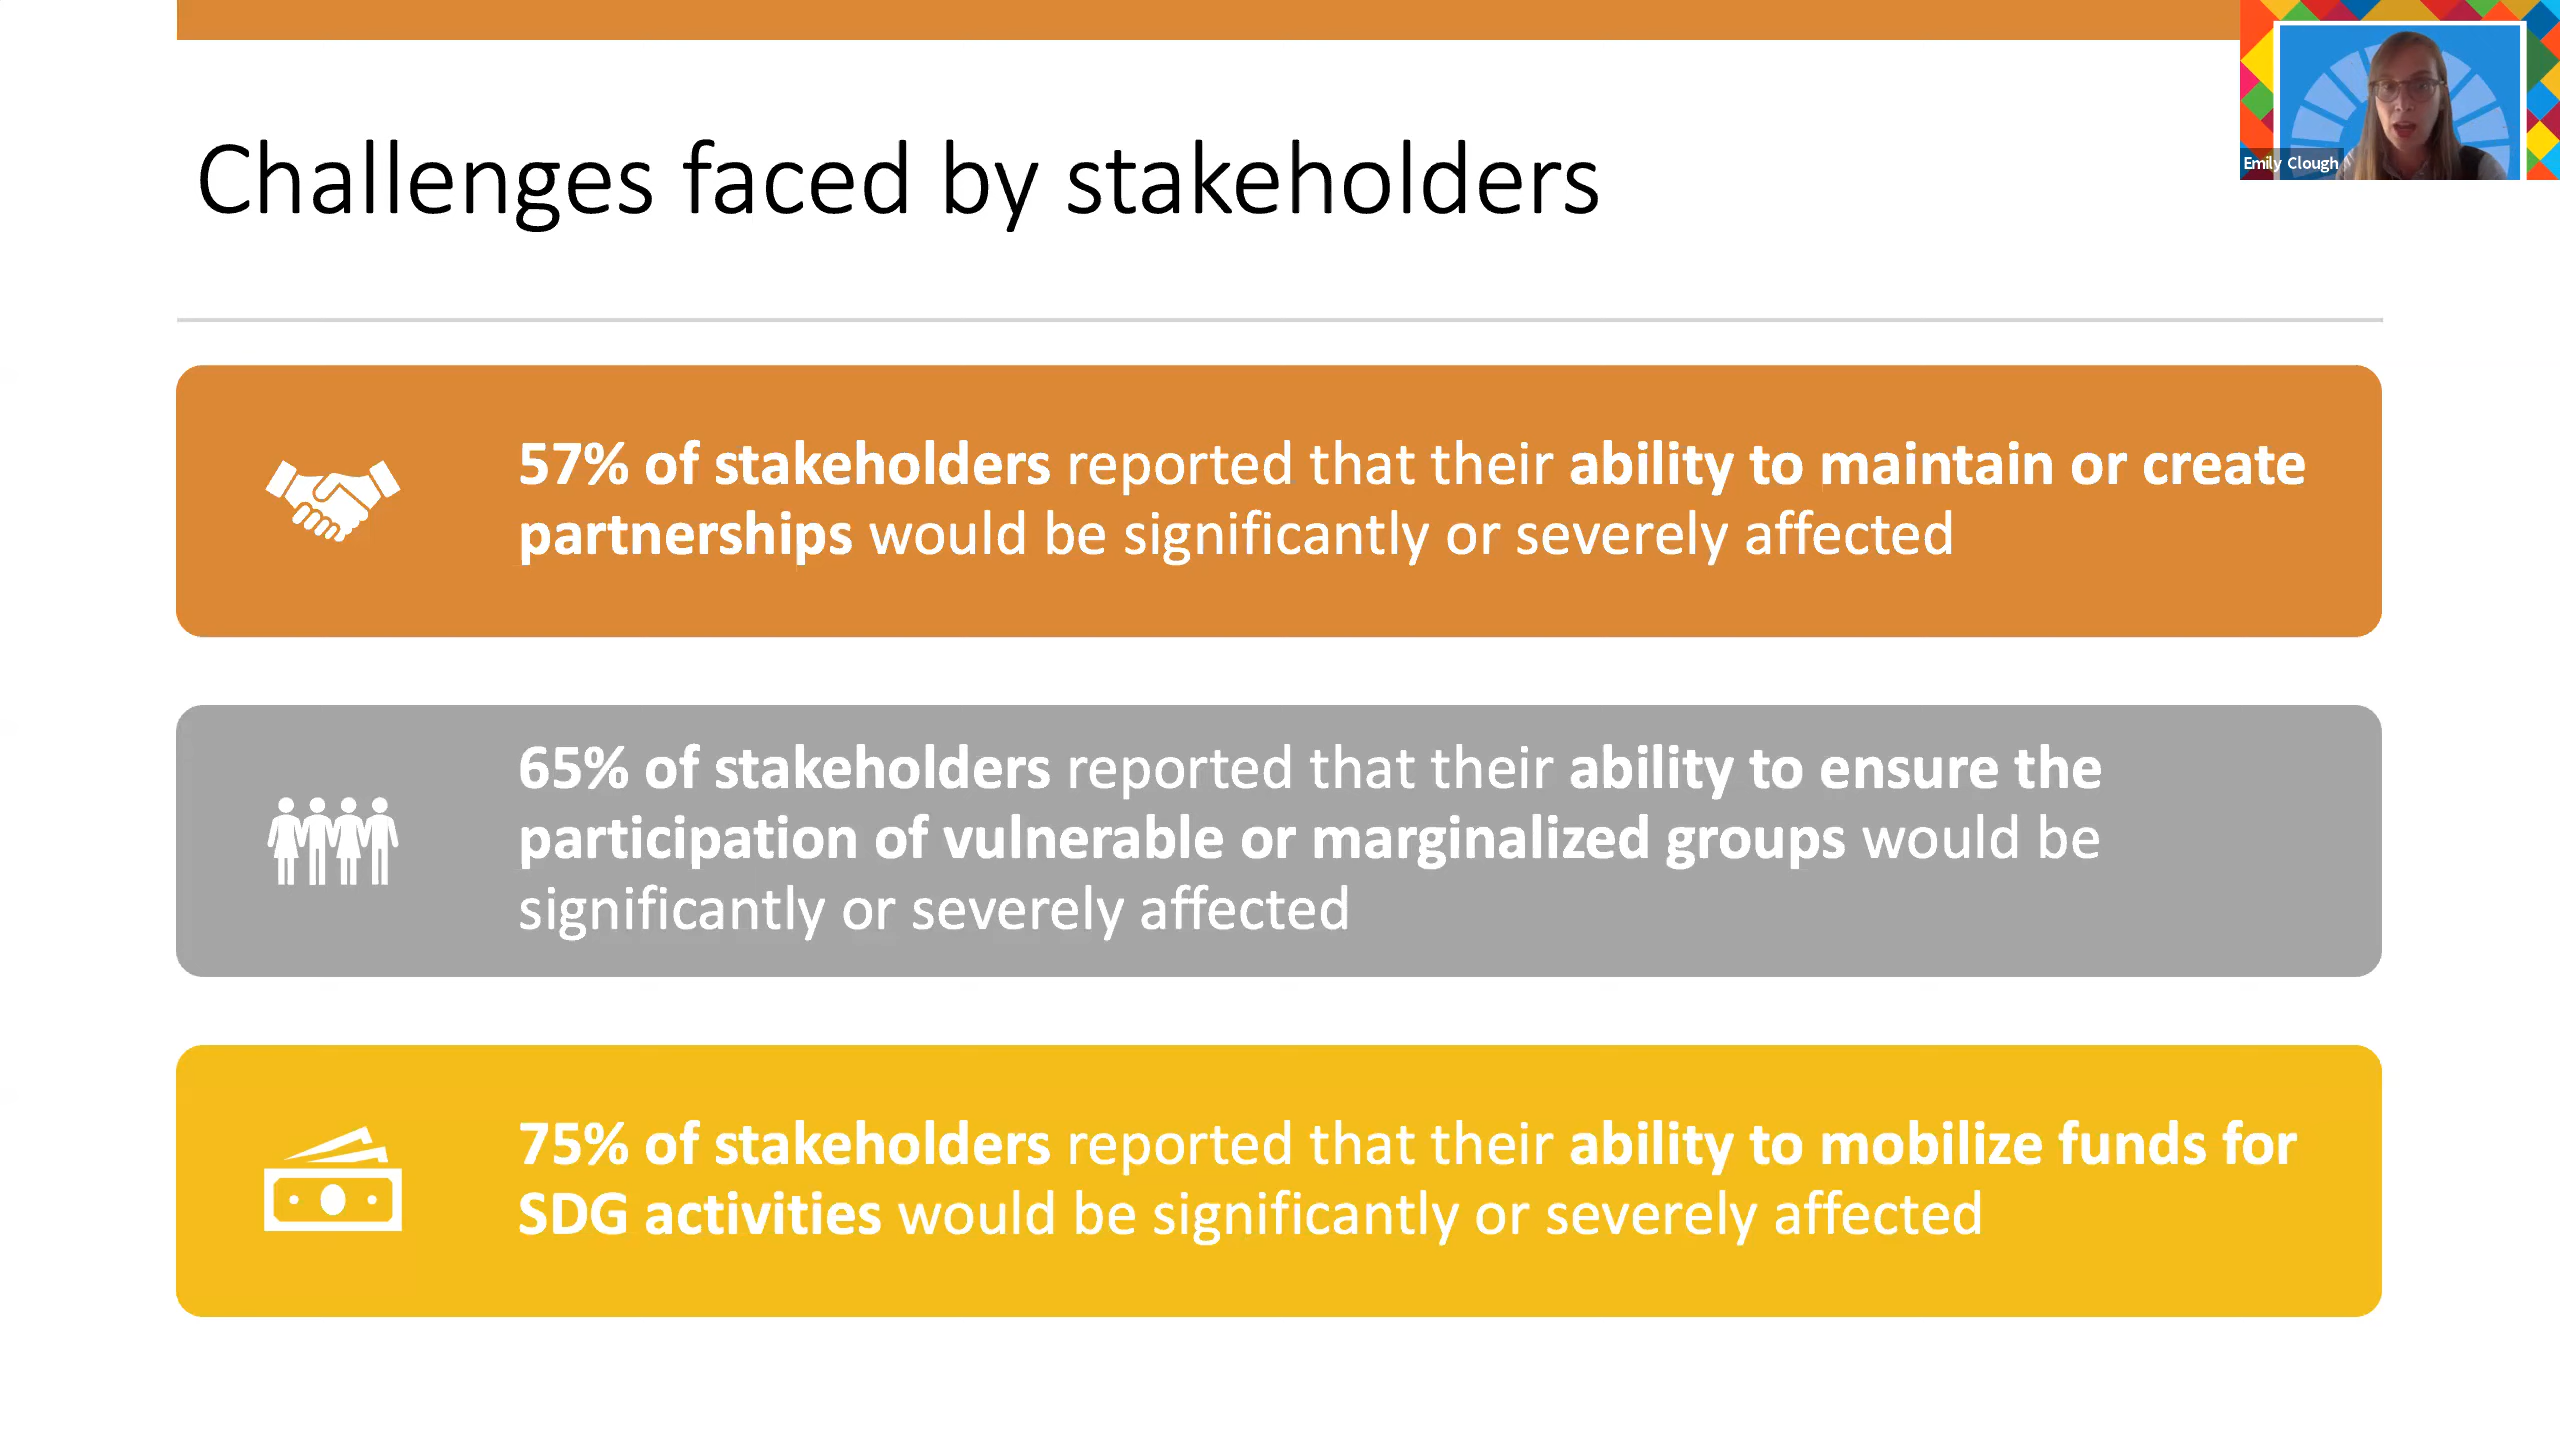 Challenges faced by stakeholders
Emily Clough
57% of stakeholders reported that their ability to maintain or create
partnerships would be significantly or severely affected
65% of stakeholders reported that their ability to ensure the
participation of vulnerable or marginalized groups would be
significantly or severely affected
75% of stakeholders reported that their ability to mobilize funds for
SDG activities would be significantly or severely affected